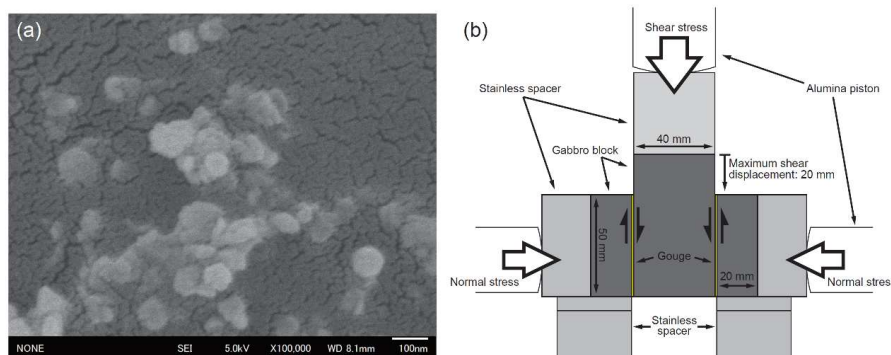 (a)
NONE SEI 5.0kV X100,000 WD 8.1mm 100nm
(b)
Shear stress
Stainless spacer
Alumina piston
40 mm
Gabbro block
Maximum shear
displacement: 20 mm
50 mm
Gouge
20 mm
Normal stress
Normal stres
Stainless
spacer